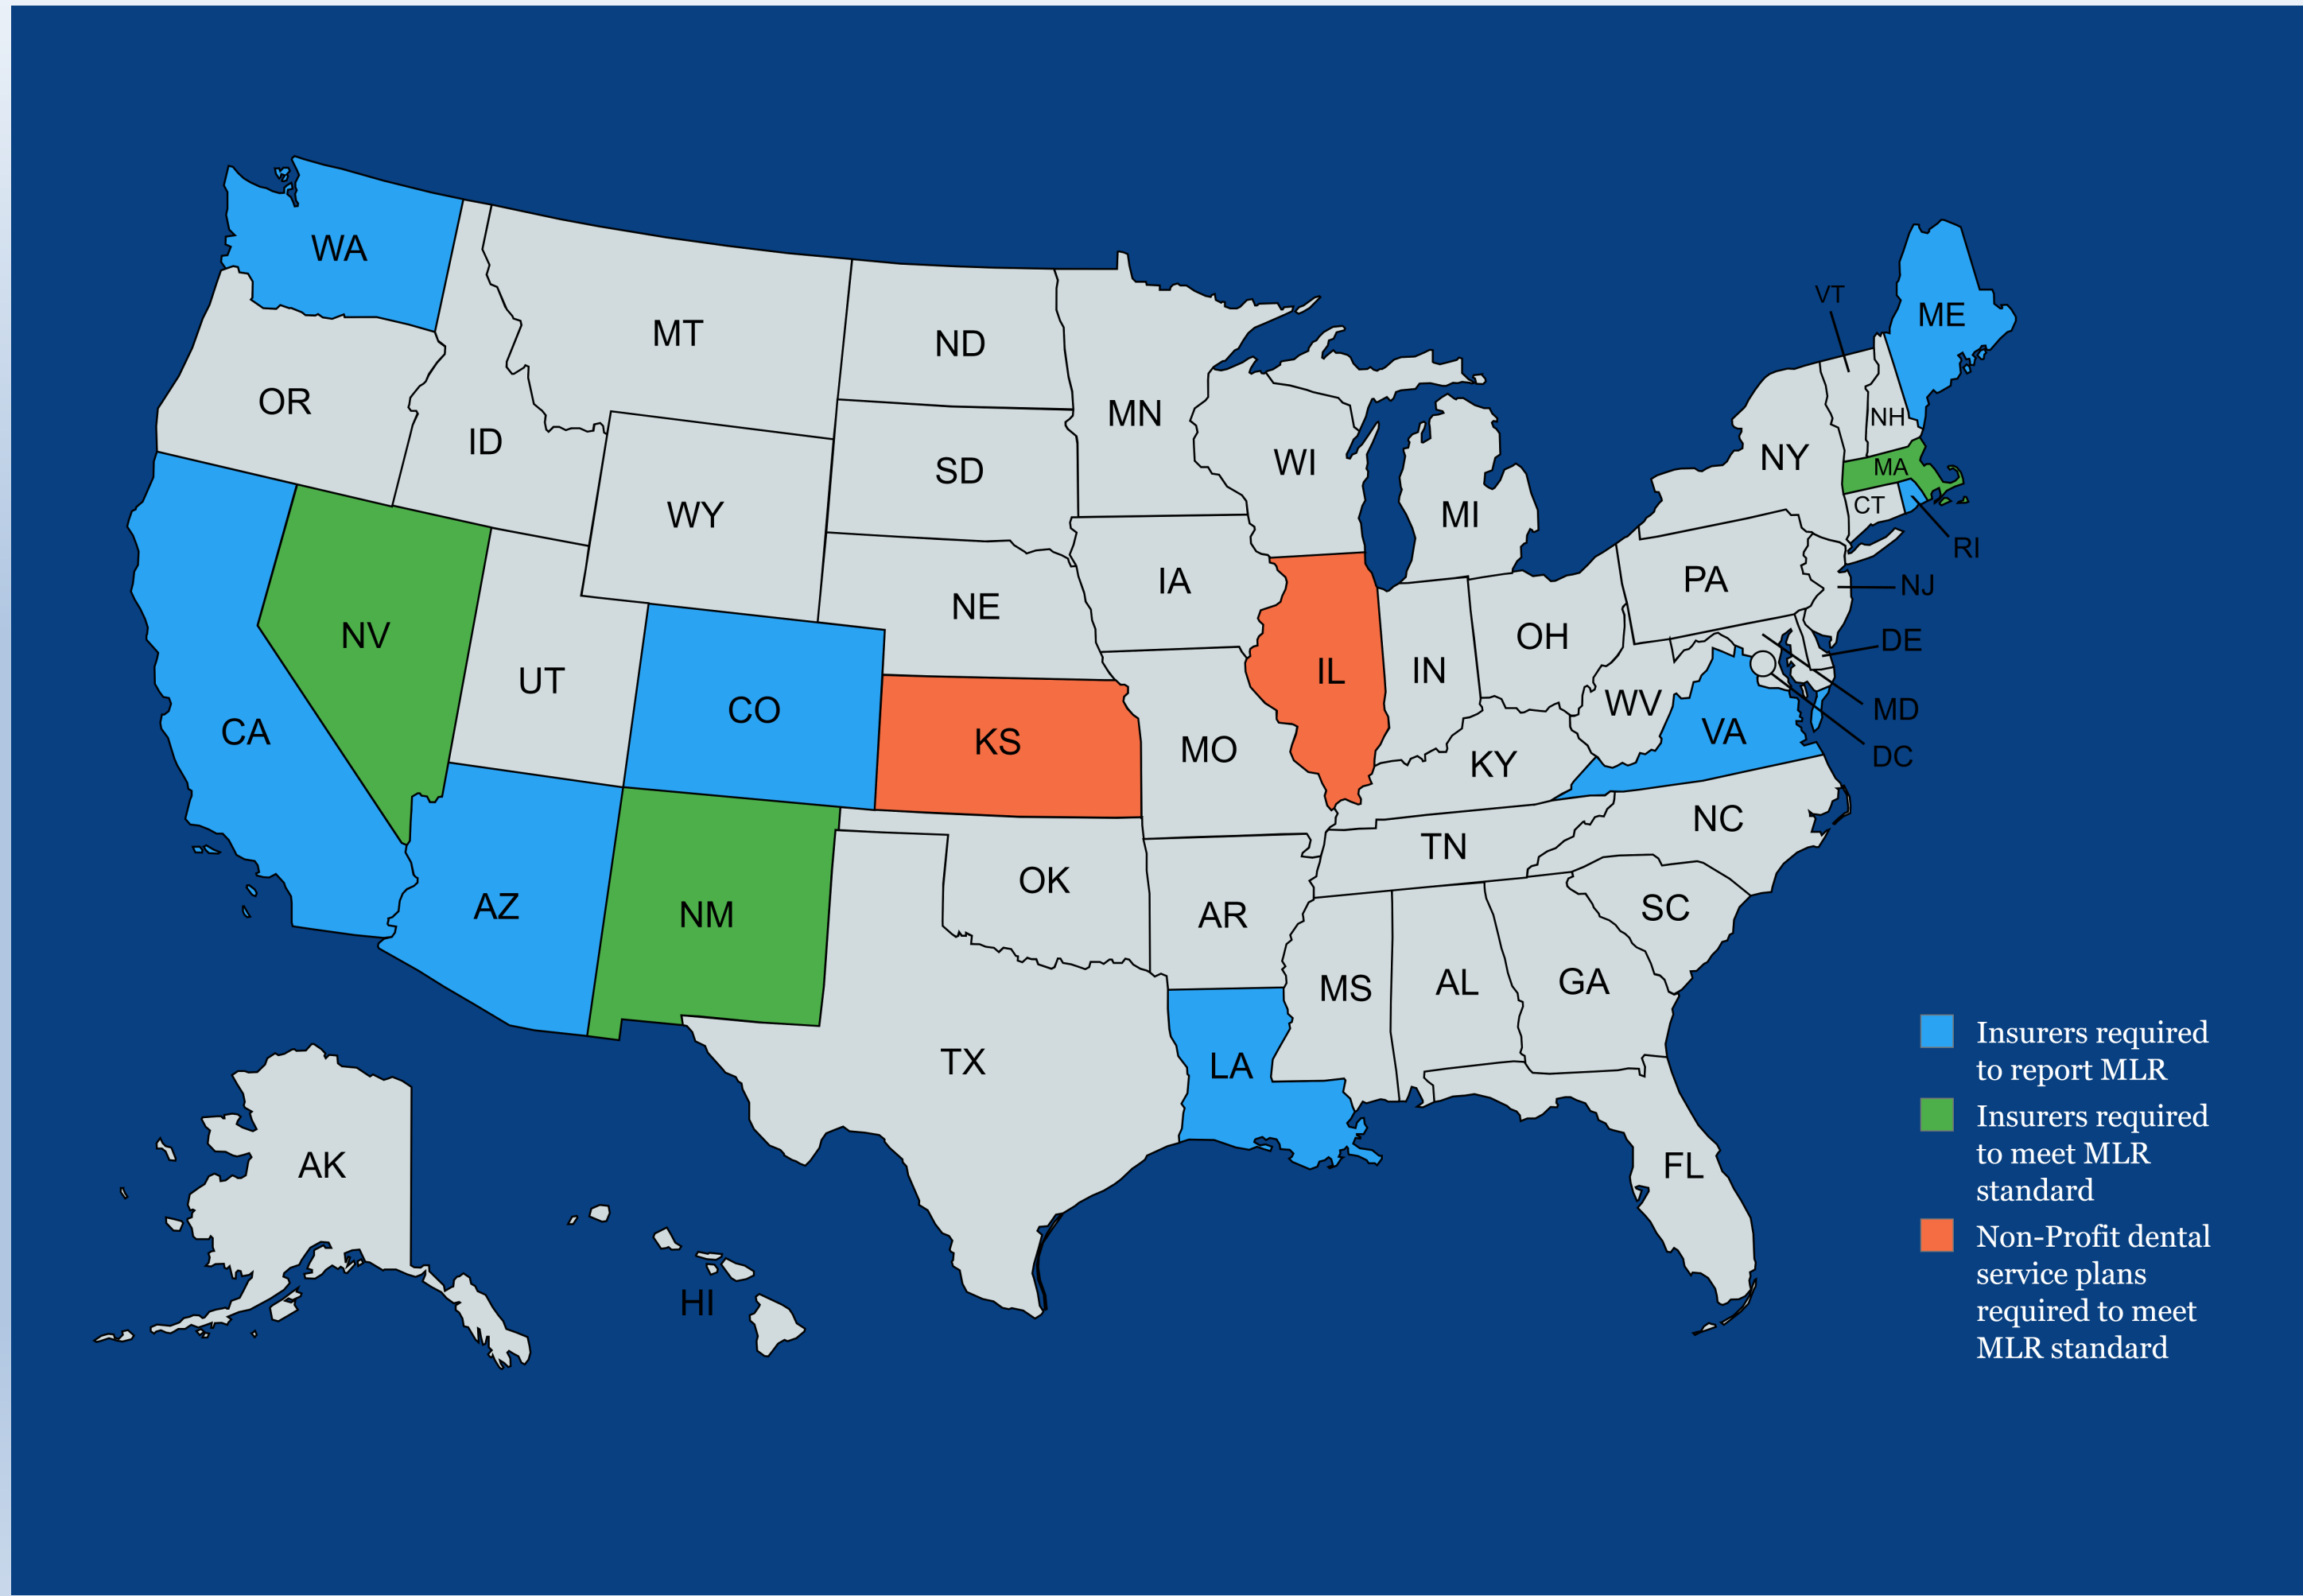 WA
MT
ND
VT
ME
OR
ID
MN
NH
SD
WI
NY
MA
WY
MI
CT
RI
IA
PA
NJ
NE
NV
OH
DE
UT
IL
IN
CO
WV
MD
CA
KS
MO
VA
DC
KY
NC
TN
AZ
NM
OK
AR
SC
MS
AL
GA
TX
LA
AK
FL
HI
Insurers required
to report MLR
Insurers required
to meet MLR
standard
Non-Profit dental
service plans
required to meet
MLR standard